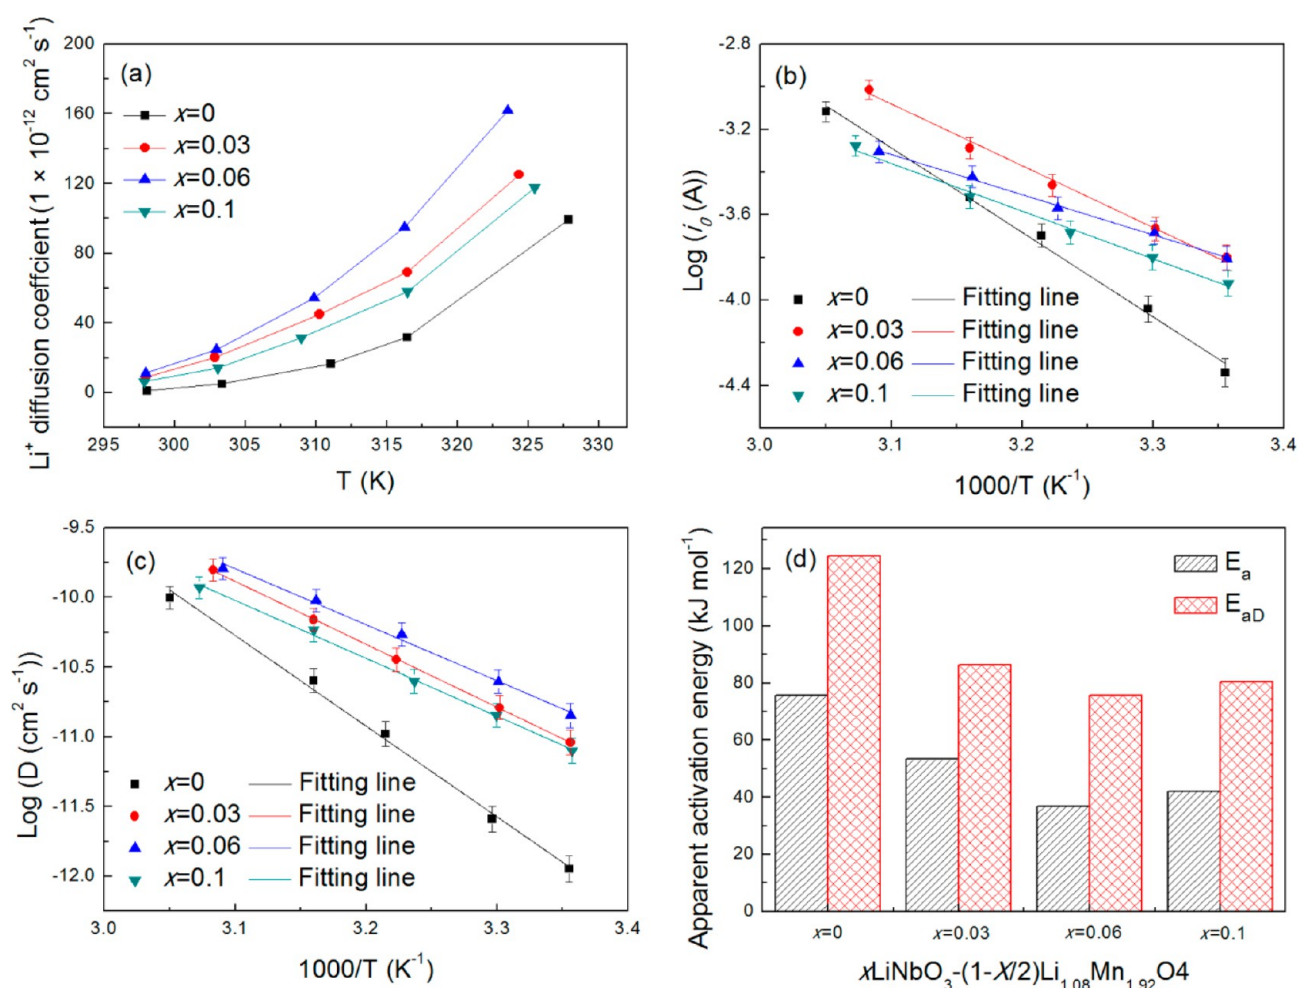 (a)
Li⁺ diffusion coeffcient (1 × 10⁻¹² cm² s⁻¹)
200
160
120
80
40
0
x=0
x=0.03
x=0.06
x=0.1
295 300 305 310 315 320 325 330
T (K)
(b)
Log (i₀ (A))
-2.8
-3.2
-3.6
-4.0
-4.4
x=0 Fitting line
x=0.03 Fitting line
x=0.06 Fitting line
x=0.1 Fitting line
3.0 3.1 3.2 3.3 3.4
1000/T (K⁻¹)
(c)
Log (D (cm² s⁻¹))
-9.5
-10.0
-10.5
-11.0
-11.5
-12.0
x=0 Fitting line
x=0.03 Fitting line
x=0.06 Fitting line
x=0.1 Fitting line
3.0 3.1 3.2 3.3 3.4
1000/T (K⁻¹)
(d)
Apparent activation energy (kJ mol⁻¹)
120
100
80
60
40
20
0
Eₐ
E_aD
x=0 x=0.03 x=0.06 x=0.1
xLiNbO₃-(1-X/2)Li₁.₀₈Mn₁.₉₂O4